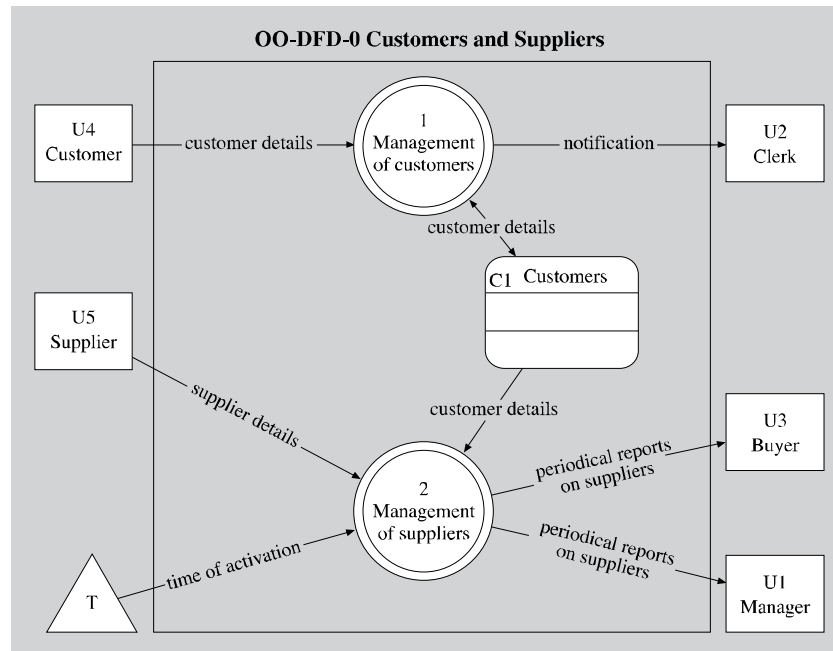 OO-DFD-0 Customers and Suppliers
U4
Customer
customer details
1
Management
of customers
notification
U2
Clerk
customer details
C1 Customers
U5
Supplier
supplier details
customer details
U3
Buyer
periodical reports
on suppliers
2
Management
of suppliers
periodical reports
on suppliers
time of activation
T
U1
Manager